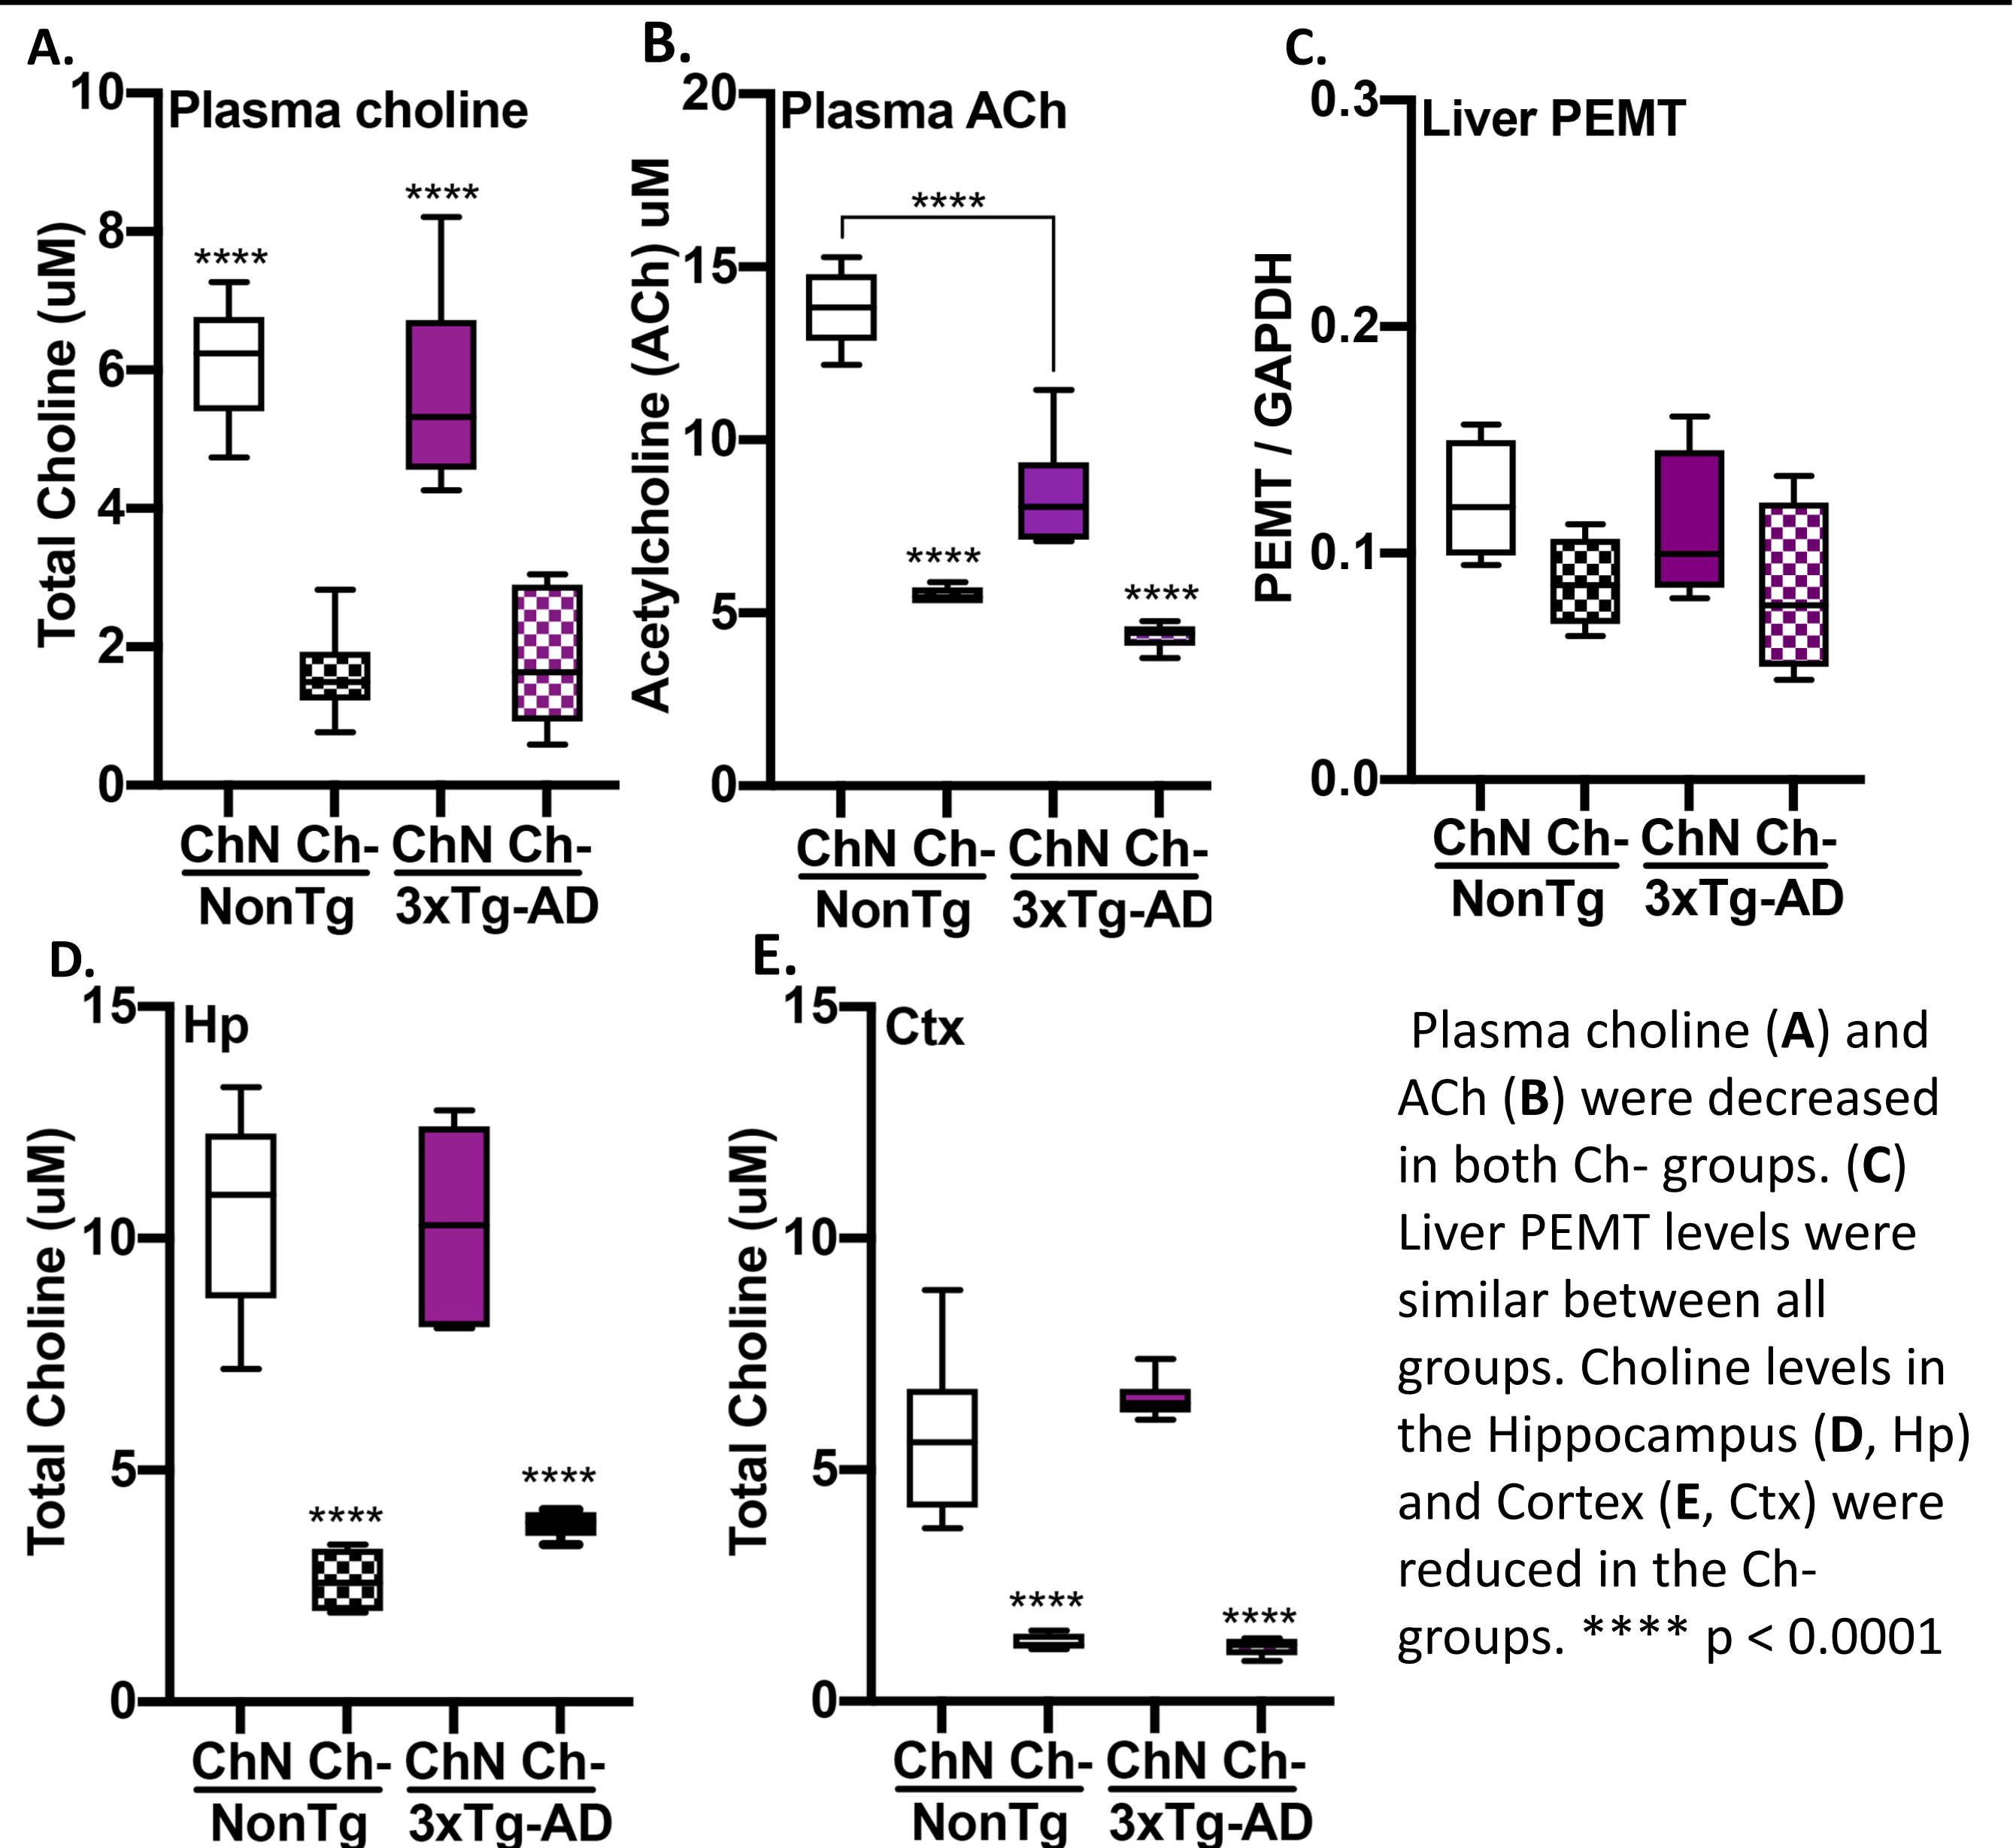 A.
Plasma choline
Total Choline (uM)
10
8
6
4
2
0
****
****
ChN Ch- ChN Ch-
NonTg 3xTg-AD
B.
Plasma ACh
Acetylcholine (ACh) uM
20
15
10
5
0
****
****
****
ChN Ch- ChN Ch-
NonTg 3xTg-AD
C.
Liver PEMT
PEMT / GAPDH
0.3
0.2
0.1
0.0
ChN Ch- ChN Ch-
NonTg 3xTg-AD
D.
Hp
Total Choline (uM)
15
10
5
0
****
****
ChN Ch- ChN Ch-
NonTg 3xTg-AD
E.
Ctx
Total Choline (uM)
15
10
5
0
****
****
ChN Ch- ChN Ch-
NonTg 3xTg-AD
Plasma choline (A) and
ACh (B) were decreased
in both Ch- groups. (C)
Liver PEMT levels were
similar between all
groups. Choline levels in
the Hippocampus (D, Hp)
and Cortex (E, Ctx) were
reduced in the Ch-
groups. **** p < 0.0001